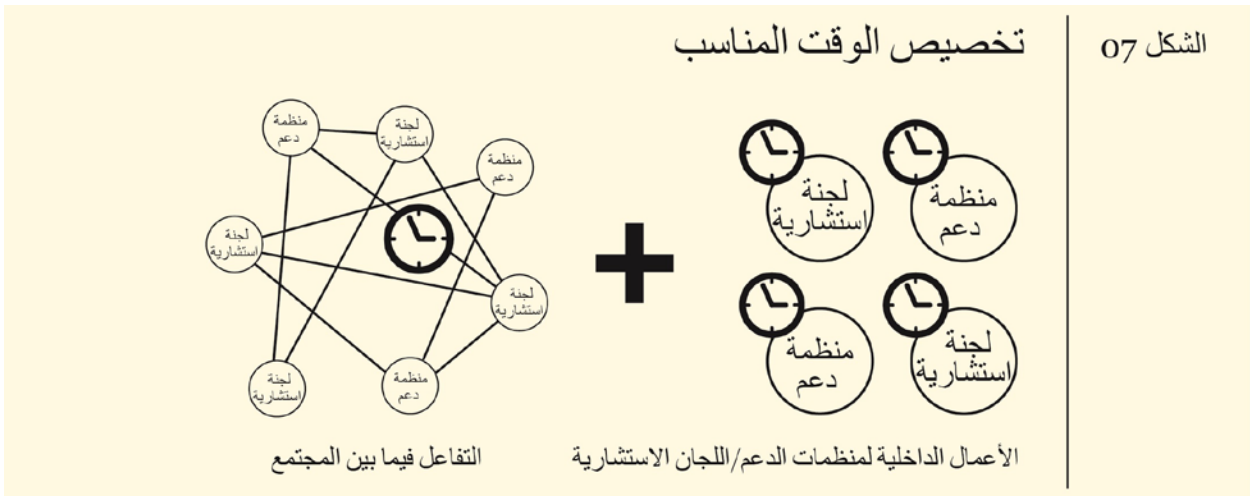 الشكل 07
تخصيص الوقت المناسب
منظمة
دعم
لجنة
استشارية
لجنة
استشارية
منظمة
دعم
الأعمال الداخلية لمنظمات الدعم/اللجان الاستشارية
+
منظمة
دعم
لجنة
استشارية
لجنة
استشارية
منظمة
دعم
لجنة
استشارية
منظمة
دعم
لجنة
استشارية
التفاعل فيما بين المجتمع